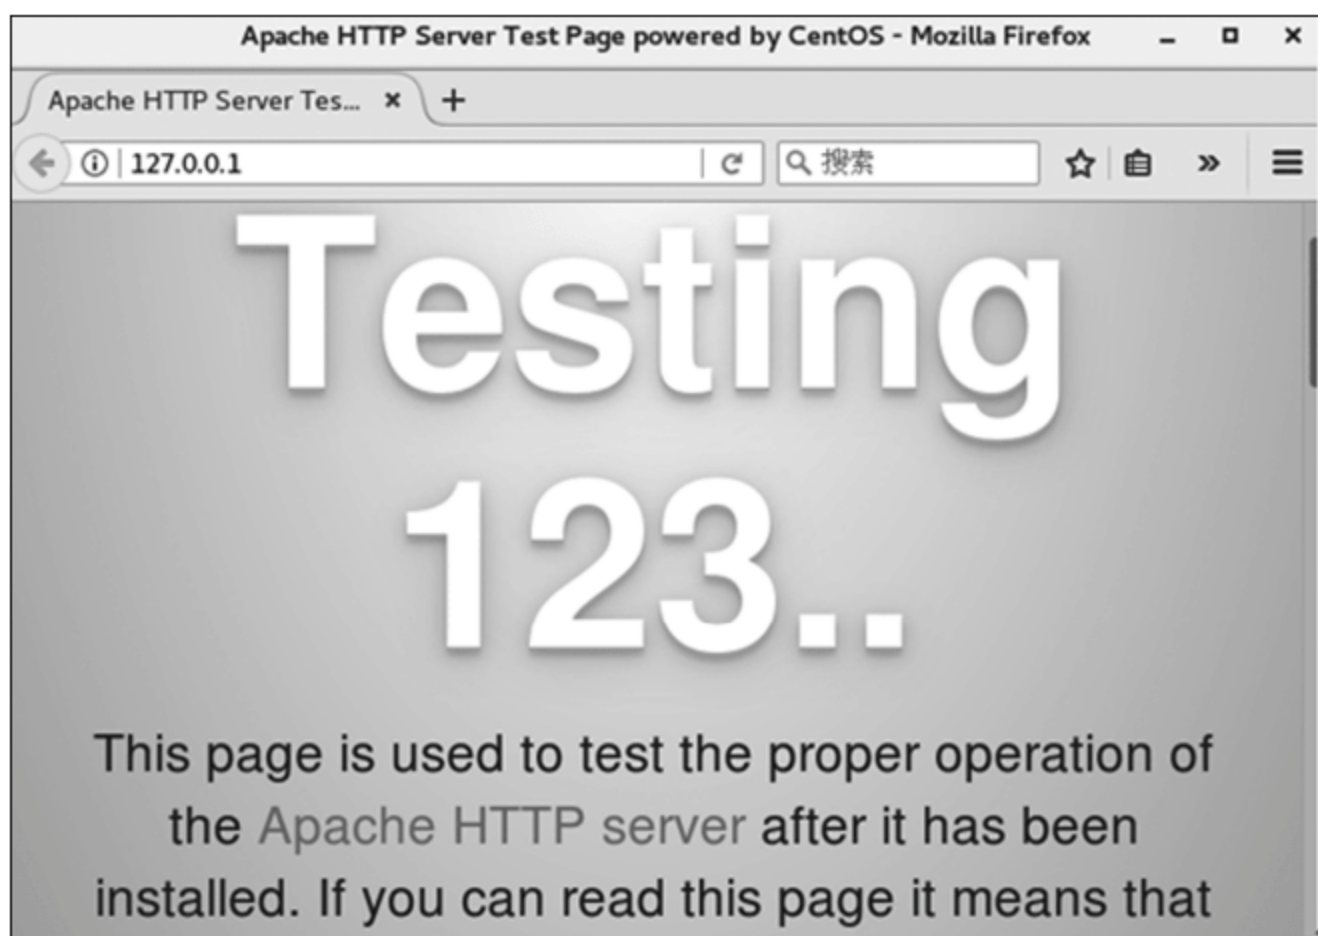 Apache HTTP Server Test Page powered by CentOS - Mozilla Firefox
Apache HTTP Server Tes...
127.0.0.1
搜索
Testing
123..
This page is used to test the proper operation of
the Apache HTTP server after it has been
installed. If you can read this page it means that